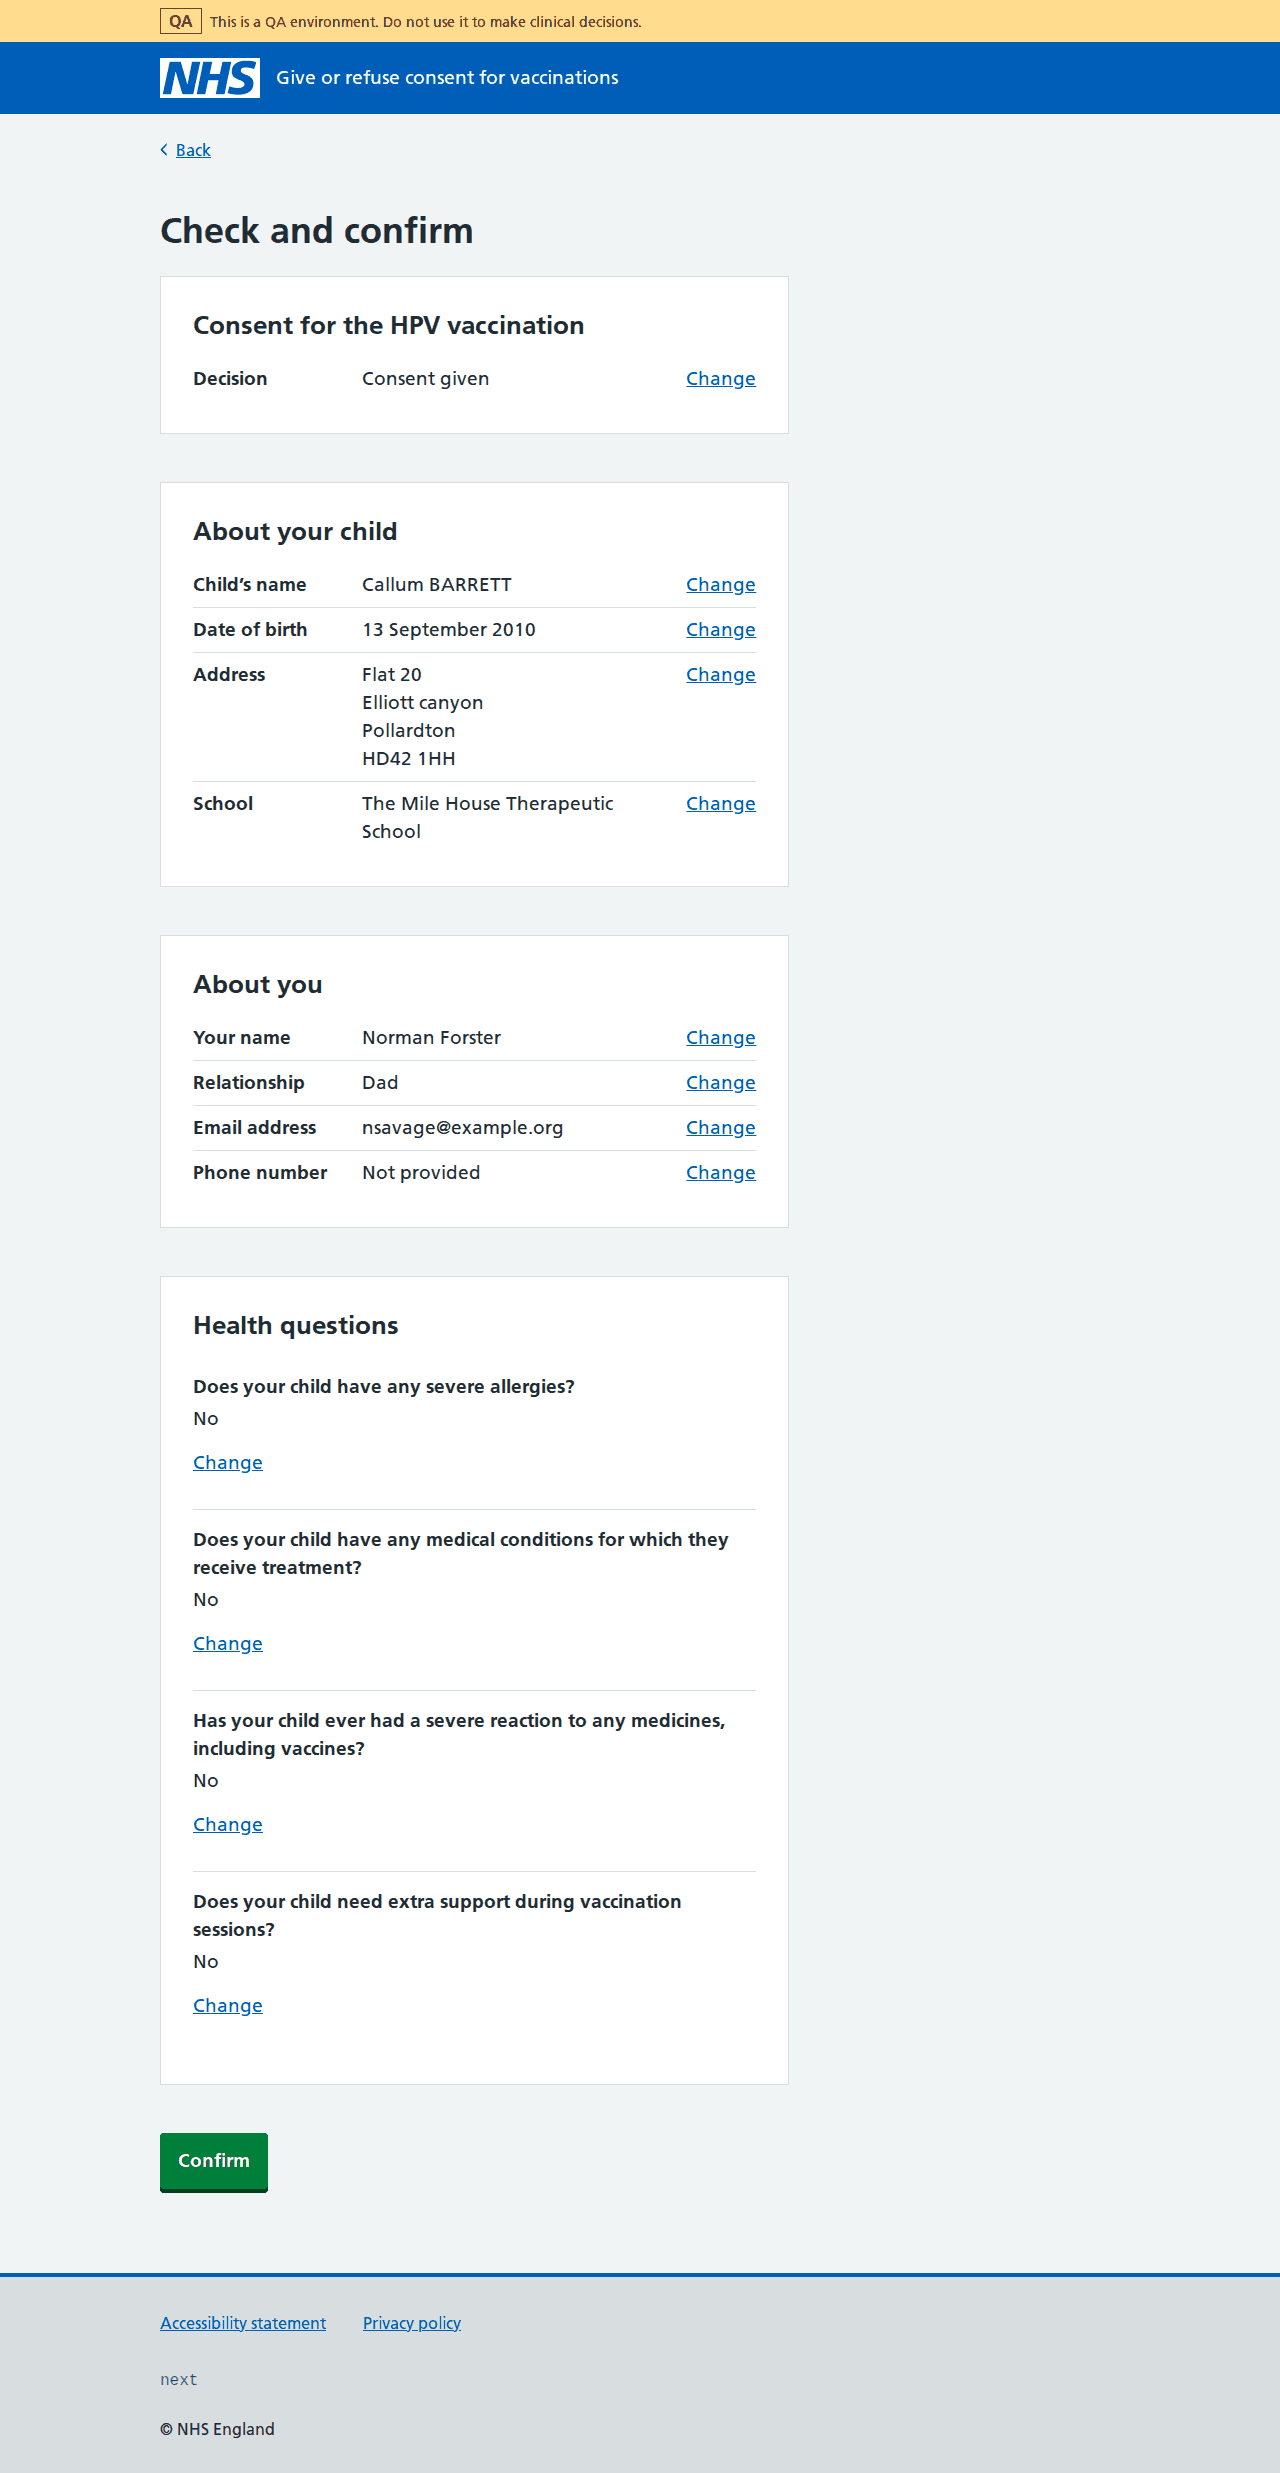 QA This is a QA environment. Do not use it to make clinical decisions.
NHS Give or refuse consent for vaccinations
Back
Check and confirm
Consent for the HPV vaccination
Decision Consent given Change
About your child
Child’s name Callum BARRETT Change
Date of birth 13 September 2010 Change
Address Flat 20 Change
Elliott canyon
Pollardton
HD42 1HH
School The Mile House Therapeutic Change
School
About you
Your name Norman Forster Change
Relationship Dad Change
Email address nsavage@example.org Change
Phone number Not provided Change
Health questions
Does your child have any severe allergies?
No
Change
Does your child have any medical conditions for which they
receive treatment?
No
Change
Has your child ever had a severe reaction to any medicines,
including vaccines?
No
Change
Does your child need extra support during vaccination
sessions?
No
Change
Confirm
Accessibility statement Privacy policy
next
© NHS England